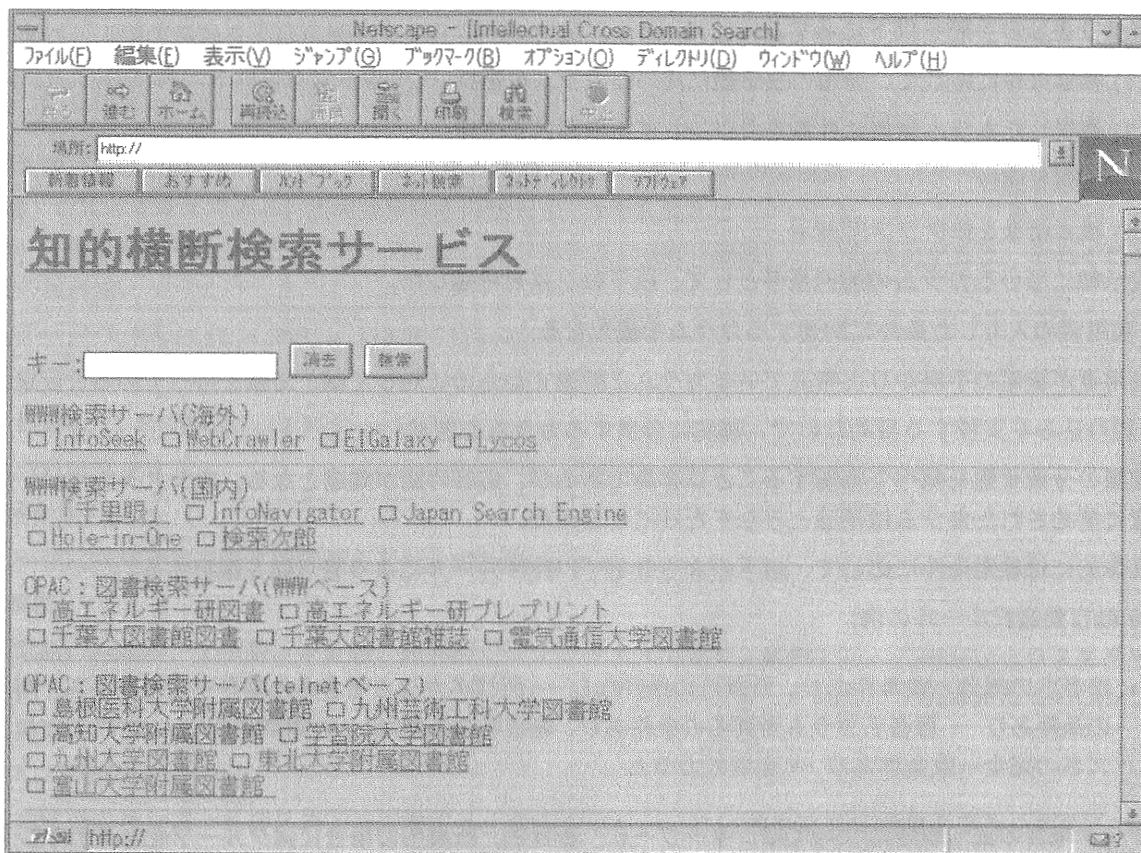 Netscape - [Intellectual Cross Domain Search]
ファイル(F) 編集(E) 表示(V) ジャンプ(G) ブックマーク(B) オプション(O) ディレクトリ(D) ウィンドウ(W) ヘルプ(H)
戻る 進む ホーム 再読込 画像 開く 印刷 検索 中止
場所: http://
新着情報 おすすめ ハンドブック ネット検索 ネットディレクトリ ソフトウェア
知的横断検索サービス
キー: 消去 検索
WWW検索サーバ(海外)
InfoSeek WebCrawler EIGalaxy Lycos
WWW検索サーバ(国内)
「千里眼」 InfoNavigator Japan Search Engine
Hole-in-One 検索次郎
OPAC:図書検索サーバ(WWWベース)
高エネルギー研図書 高エネルギー研プレプリント
千葉大図書館図書 千葉大図書館雑誌 電気通信大学図書館
OPAC:図書検索サーバ(telnetベース)
島根医科大学附属図書館 九州芸術工科大学図書館
高知大学附属図書館 学習院大学図書館
九州大学図書館 東北大学附属図書館
富山大学附属図書館
http://